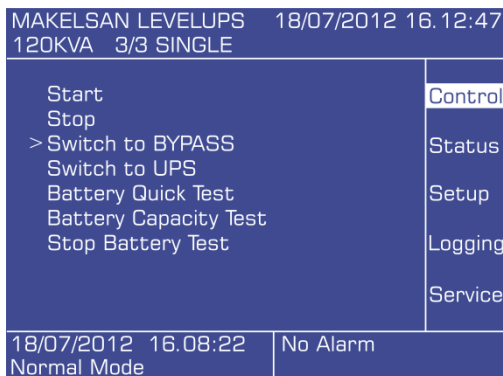 MAKELSAN LEVELUPS 18/07/2012 16.12:47
120KVA 3/3 SINGLE
Start
Stop
>Switch to BYPASS
Switch to UPS
Battery Quick Test
Battery Capacity Test
Stop Battery Test
Control
Status
Setup
Logging
Service
18/07/2012 16.08:22 No Alarm
Normal Mode